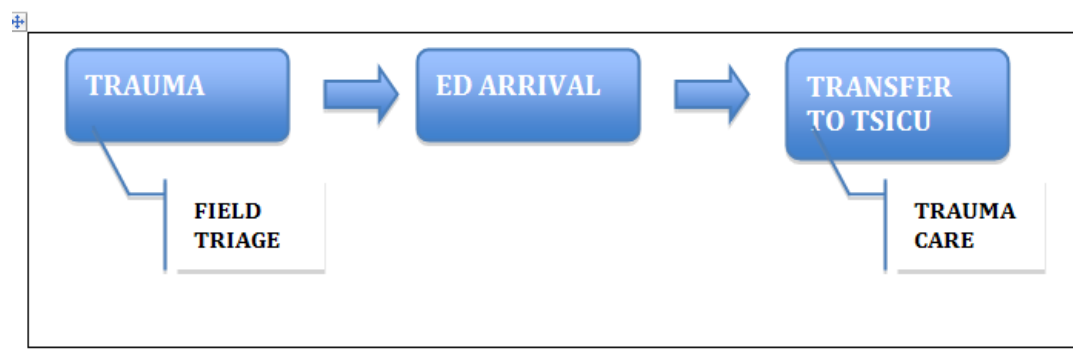 TRAUMA
ED ARRIVAL
TRANSFER
TO TSICU
FIELD
TRIAGE
TRAUMA
CARE